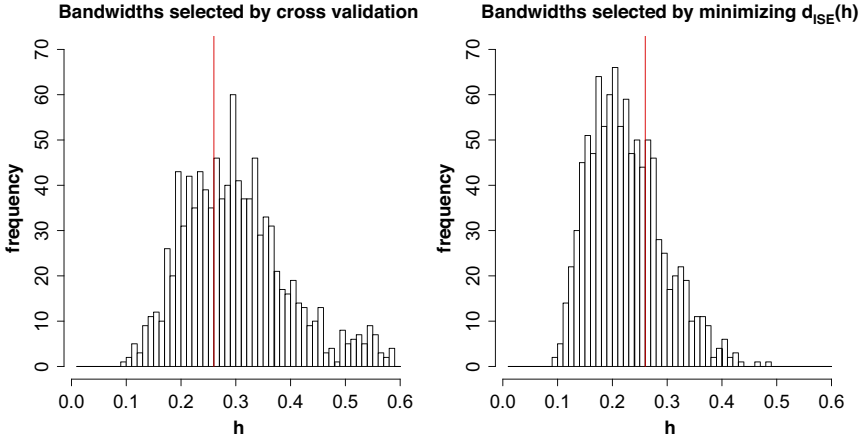 Bandwidths selected by cross validation
frequency
70
60
50
40
30
20
10
0
0.0 0.1 0.2 0.3 0.4 0.5 0.6
h
Bandwidths selected by minimizing d_ISE(h)
frequency
70
60
50
40
30
20
10
0
0.0 0.1 0.2 0.3 0.4 0.5 0.6
h